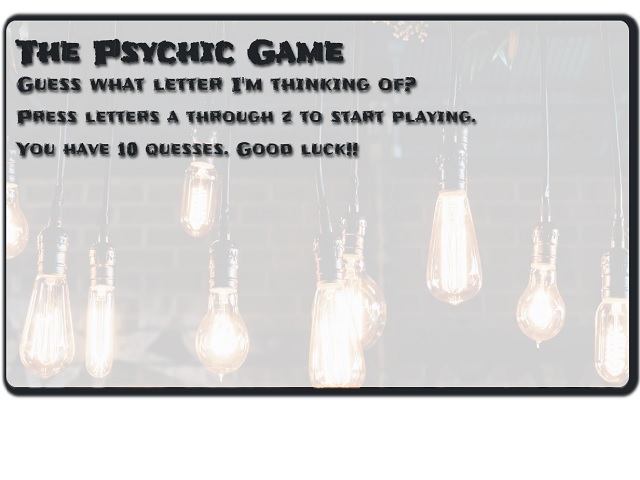 The Psychic Game
Guess what letter I'm thinking of?
Press letters a through z to start playing.
You have 10 quesses. Good luck!!